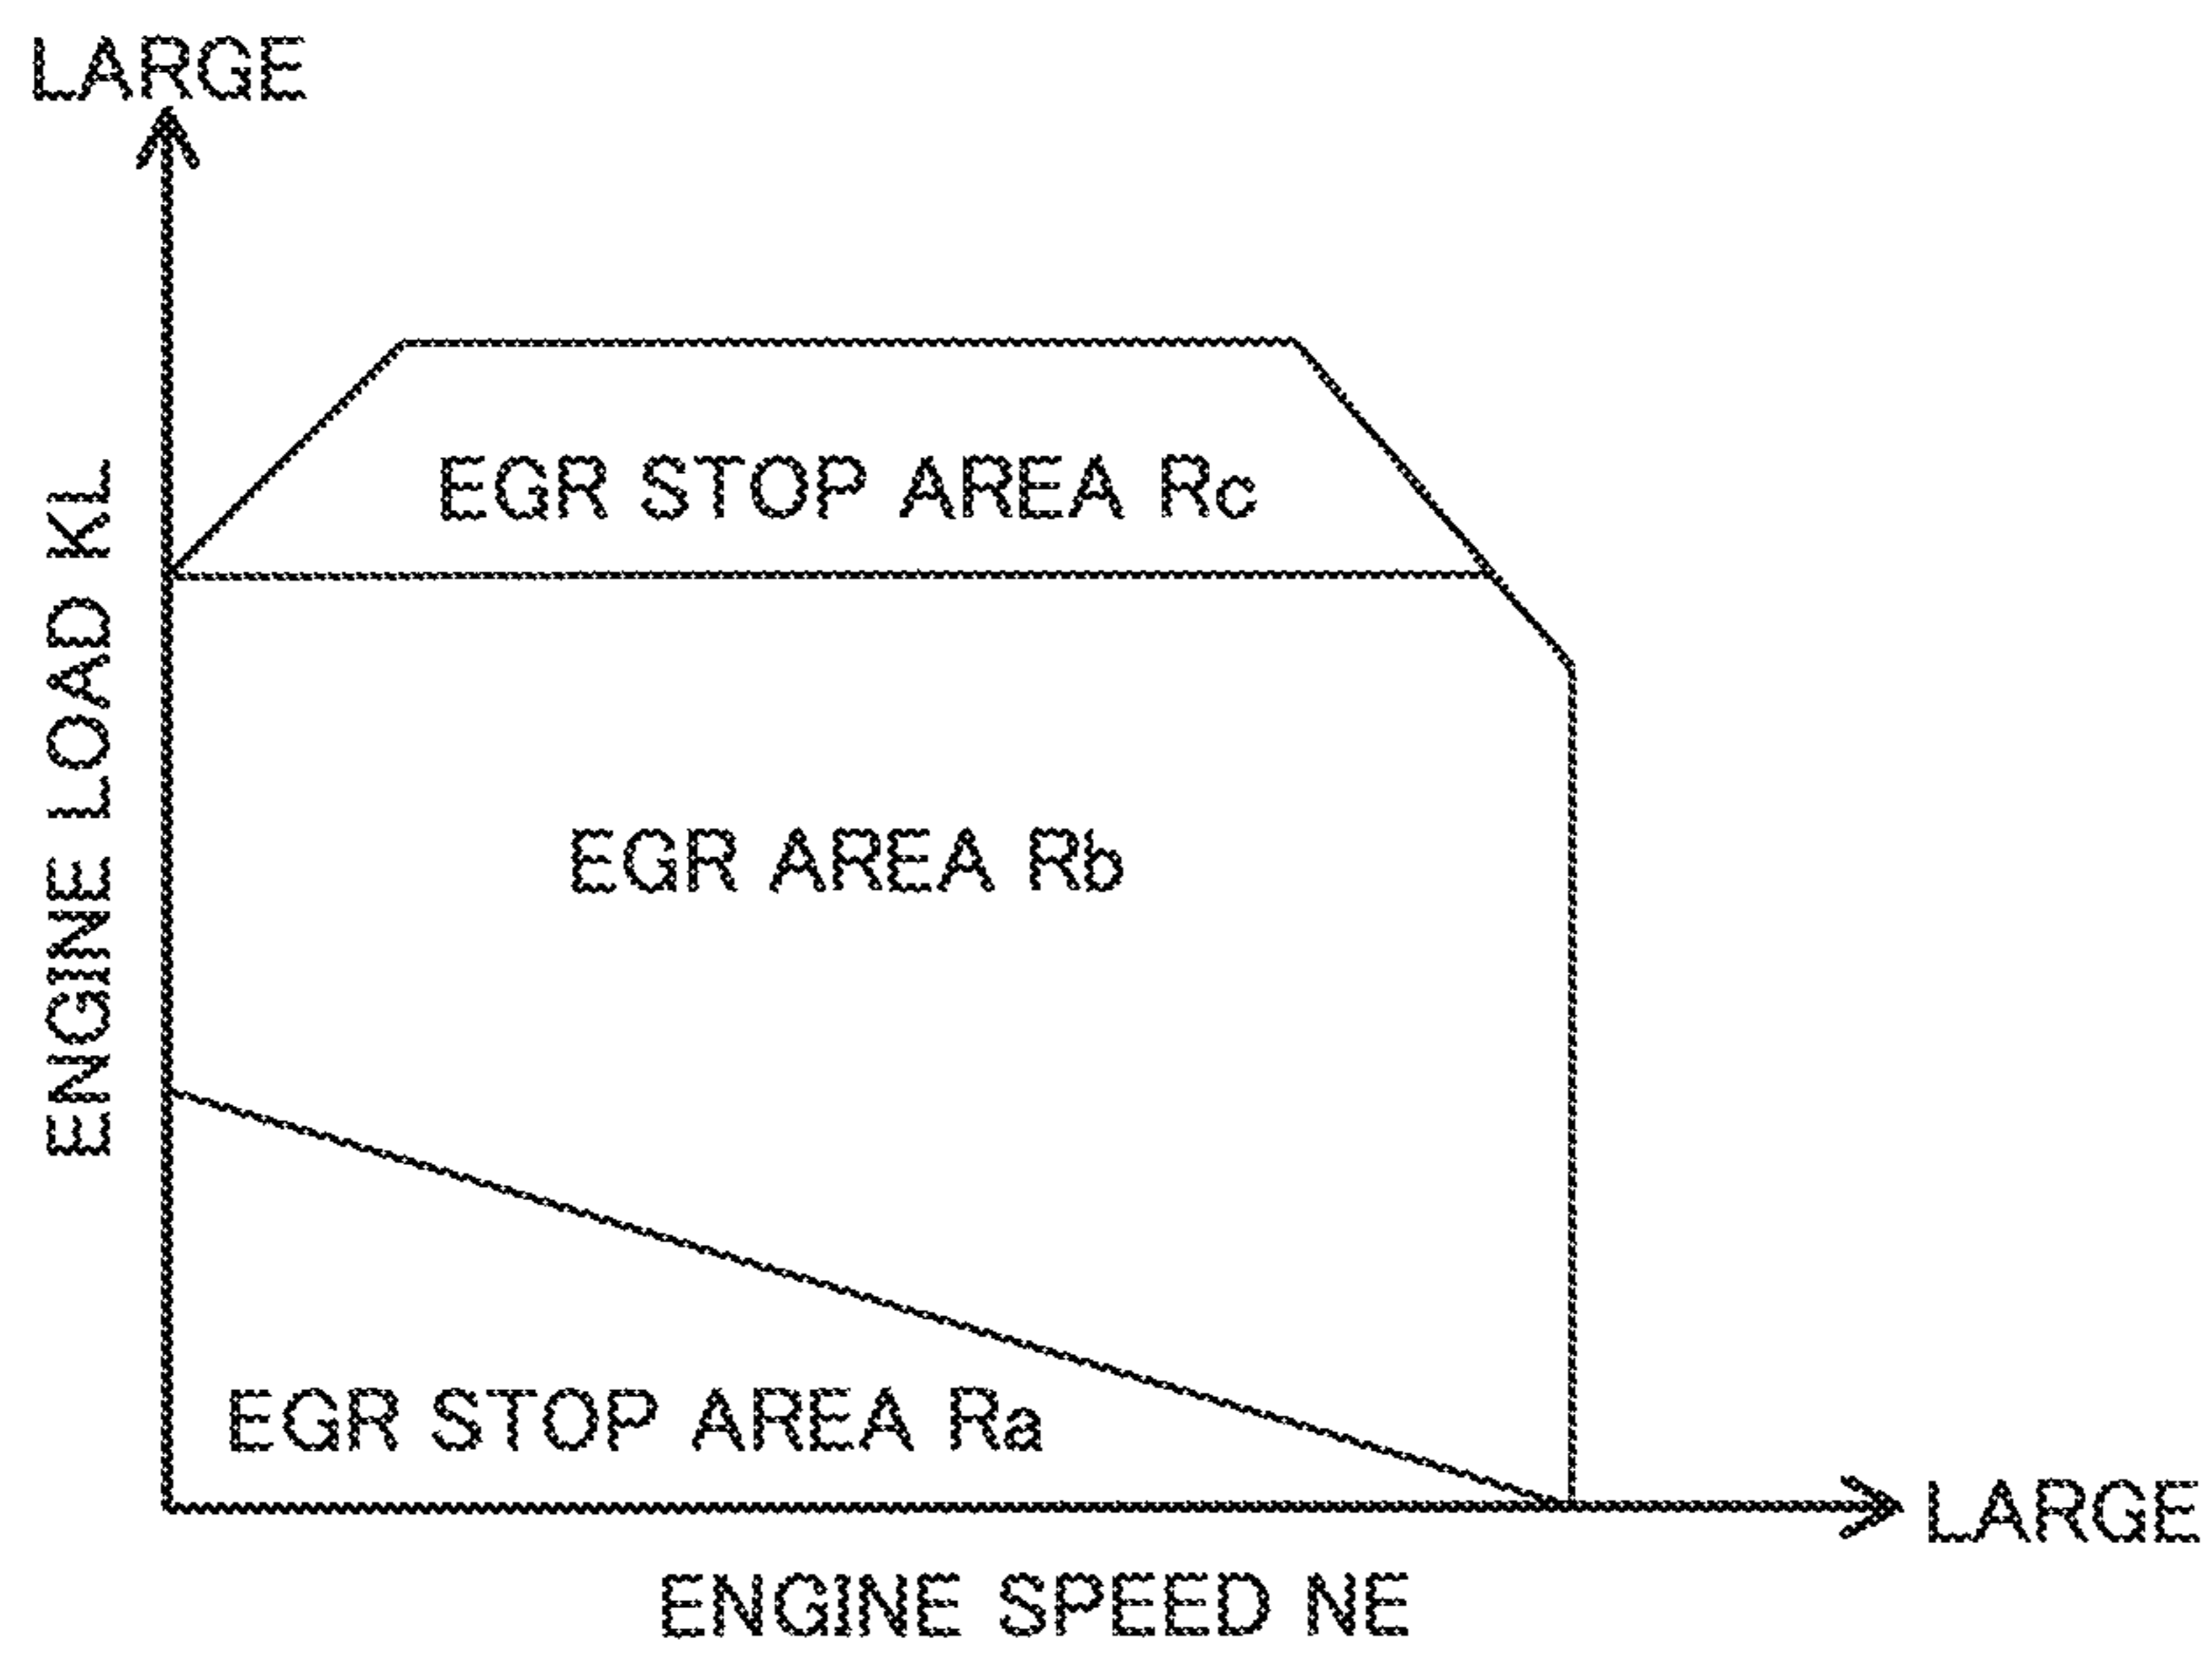 LARGE
ENGINE LOAD KL
EGR STOP AREA Rc
EGR AREA Rb
EGR STOP AREA Ra
LARGE
ENGINE SPEED NE